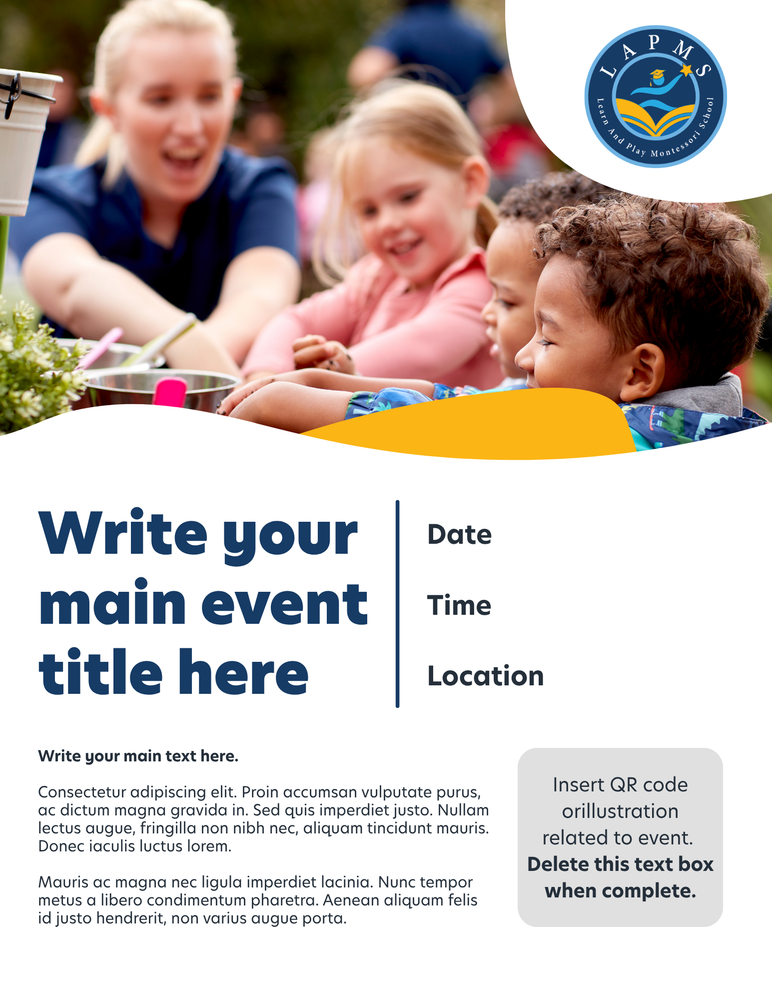 LAPMS
Learn And Play Montessori School
Write your
main event
title here
Date
Time
Location
Write your main text here.
Consectetur adipiscing elit. Proin accumsan vulputate purus,
ac dictum magna gravida in. Sed quis imperdiet justo. Nullam
lectus augue, fringilla non nibh nec, aliquam tincidunt mauris.
Donec iaculis luctus lorem.
Mauris ac magna nec ligula imperdiet lacinia. Nunc tempor
metus a libero condimentum pharetra. Aenean aliquam felis
id justo hendrerit, non varius augue porta.
Insert QR code
orillustration
related to event.
Delete this text box
when complete.